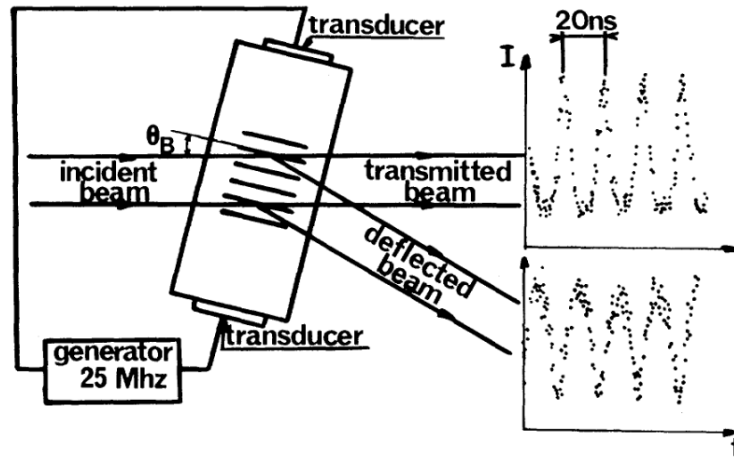 transducer
20ns
I
θB
incident
beam
transmitted
beam
deflected
beam
transducer
generator
25 Mhz
t